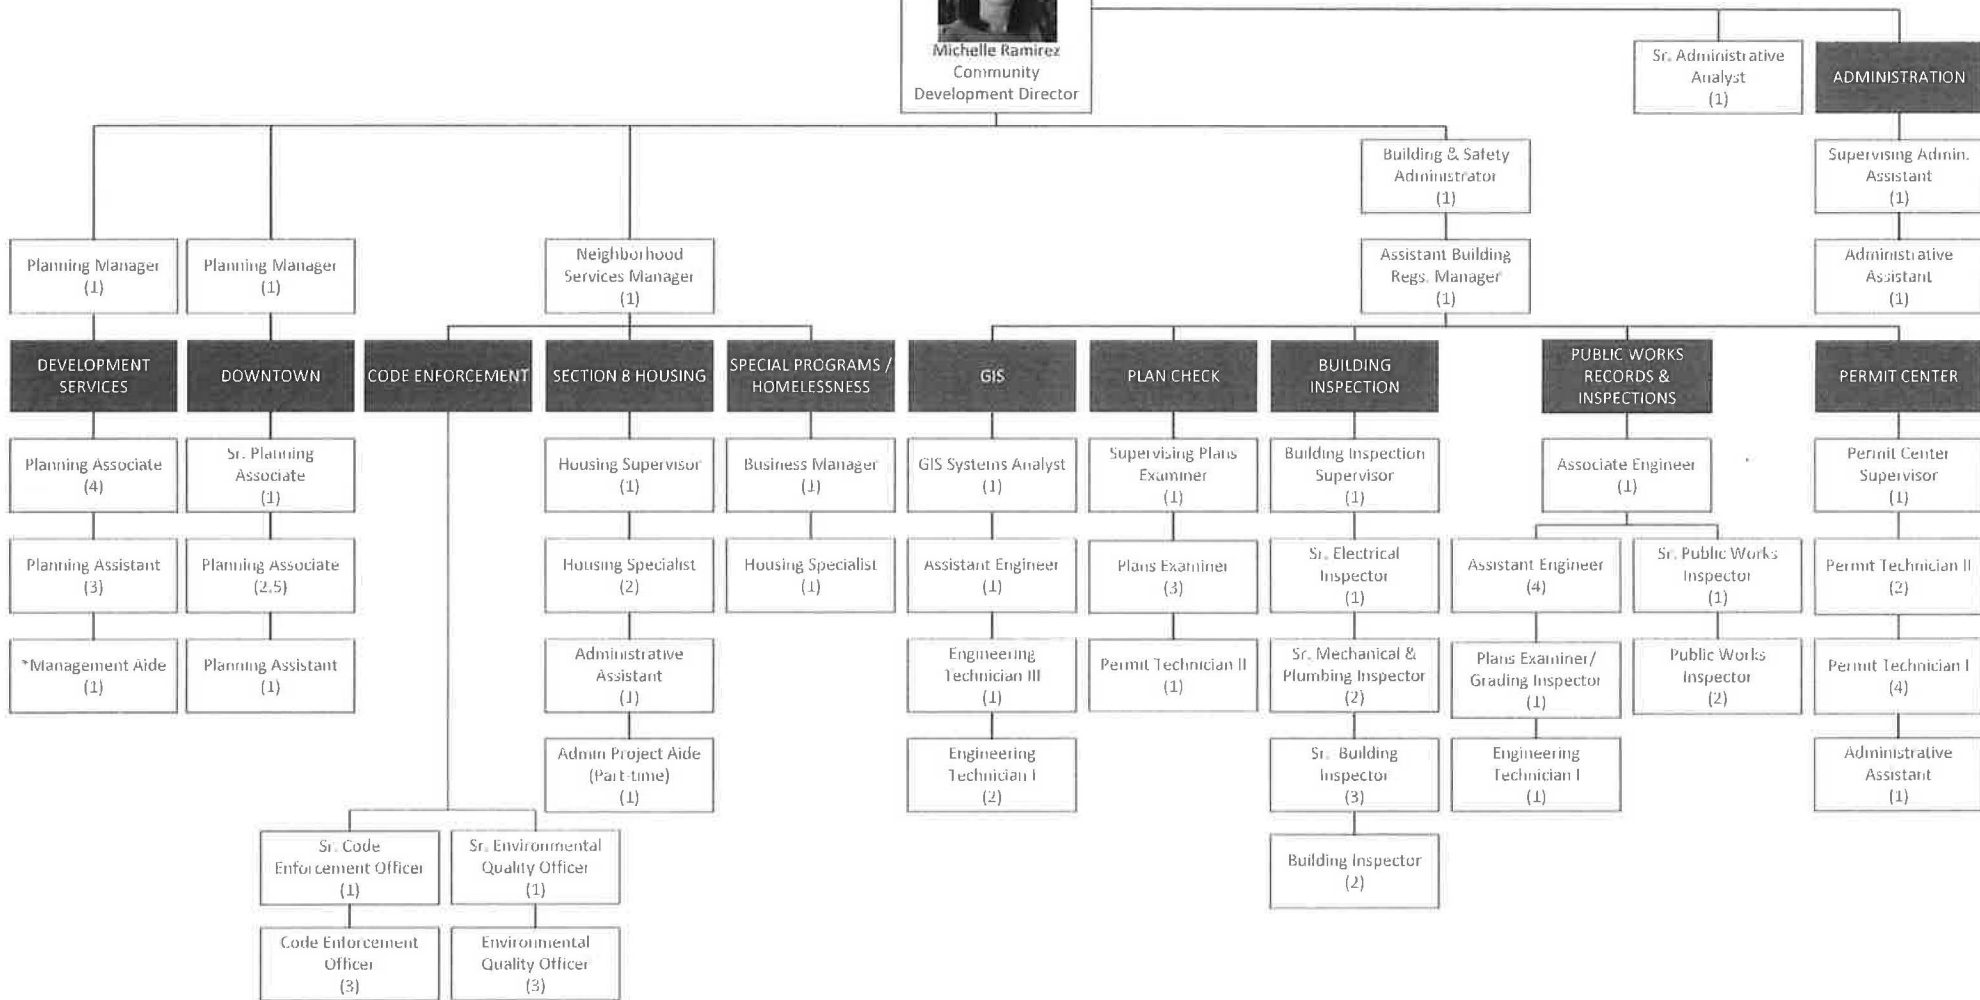 Michelle Ramirez
Community
Development Director
Sr. Administrative
Analyst
(1)
ADMINISTRATION
Supervising Admin.
Assistant
(1)
Administrative
Assistant
(1)
Building & Safety
Administrator
(1)
Assistant Building
Regs. Manager
(1)
Planning Manager
(1)
Planning Manager
(1)
Neighborhood
Services Manager
(1)
DEVELOPMENT
SERVICES
Planning Associate
(4)
Planning Assistant
(3)
*Management Aide
(1)
DOWNTOWN
Sr. Planning
Associate
(1)
Planning Associate
(2.5)
Planning Assistant
(1)
CODE ENFORCEMENT
Sr. Code
Enforcement Officer
(1)
Code Enforcement
Officer
(3)
Sr. Environmental
Quality Officer
(1)
Environmental
Quality Officer
(3)
SECTION 8 HOUSING
Housing Supervisor
(1)
Housing Specialist
(2)
Administrative
Assistant
(1)
Admin Project Aide
(Part-time)
(1)
SPECIAL PROGRAMS /
HOMELESSNESS
Business Manager
(1)
Housing Specialist
(1)
GIS
GIS Systems Analyst
(1)
Assistant Engineer
(1)
Engineering
Technician III
(1)
Engineering
Technician I
(2)
PLAN CHECK
Supervising Plans
Examiner
(1)
Plans Examiner
(3)
Permit Technician II
(1)
BUILDING
INSPECTION
Building Inspection
Supervisor
(1)
Sr. Electrical
Inspector
(1)
Sr. Mechanical &
Plumbing Inspector
(2)
Sr. Building
Inspector
(3)
Building Inspector
(2)
PUBLIC WORKS
RECORDS &
INSPECTIONS
Associate Engineer
(1)
Assistant Engineer
(4)
Plans Examiner/
Grading Inspector
(1)
Engineering
Technician I
(1)
Sr. Public Works
Inspector
(1)
Public Works
Inspector
(2)
PERMIT CENTER
Permit Center
Supervisor
(1)
Permit Technician II
(2)
Permit Technician I
(4)
Administrative
Assistant
(1)